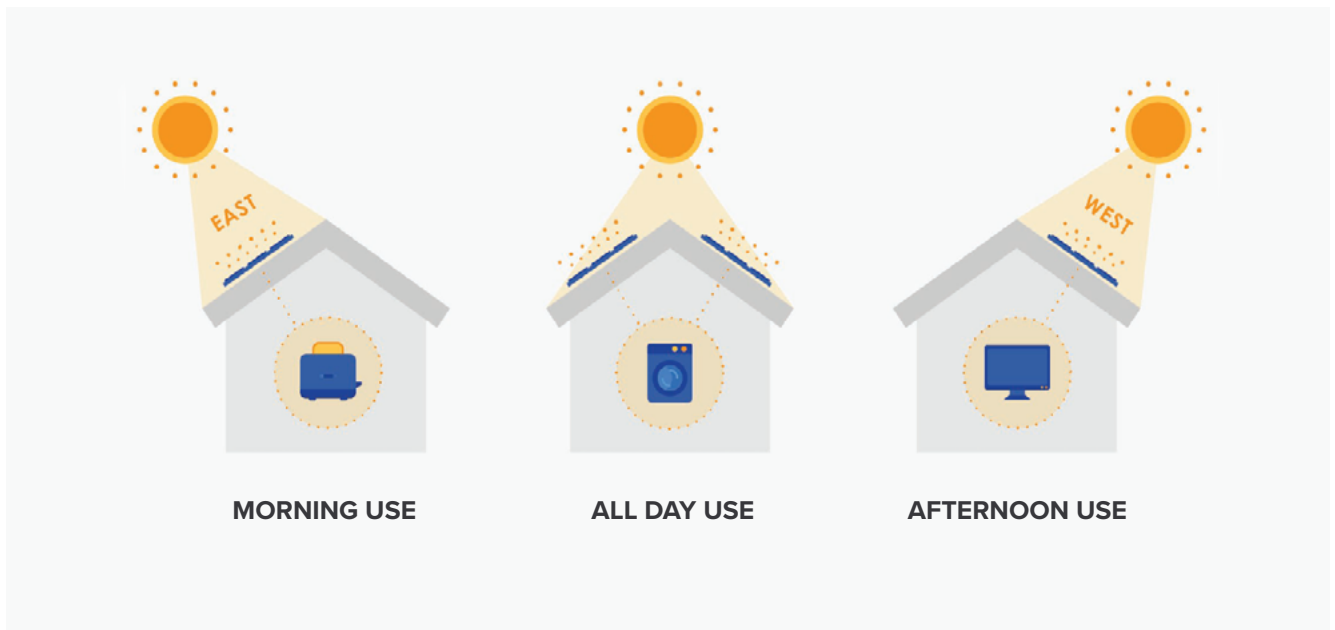 EAST
WEST
MORNING USE
ALL DAY USE
AFTERNOON USE